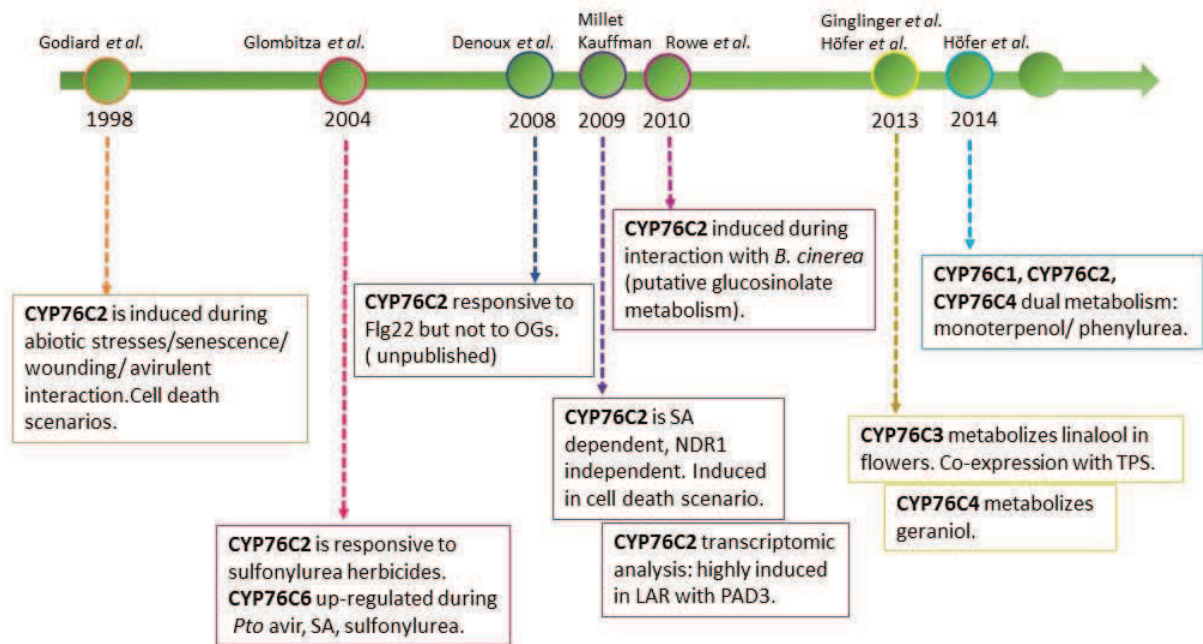 Godiard et al.
Glombitza et al.
Denoux et al.
Millet
Kauffman
Rowe et al.
Ginglinger et al.
Höfer et al.
Höfer et al.
1998
2004
2008
2009
2010
2013
2014
CYP76C2 is induced during
abiotic stresses/senescence/
wounding/ avirulent
interaction.Cell death
scenarios.
CYP76C2 is responsive to
sulfonylurea herbicides.
CYP76C6 up-regulated during
Pto avir, SA, sulfonylurea.
CYP76C2 responsive to
Flg22 but not to OGs.
( unpublished)
CYP76C2 is SA
dependent, NDR1
independent. Induced
in cell death scenario.
CYP76C2 transcriptomic
analysis: highly induced
in LAR with PAD3.
CYP76C2 induced during
interaction with B. cinerea
(putative glucosinolate
metabolism).
CYP76C3 metabolizes linalool in
flowers. Co-expression with TPS.
CYP76C4 metabolizes
geraniol.
CYP76C1, CYP76C2,
CYP76C4 dual metabolism:
monoterpenol/ phenylurea.